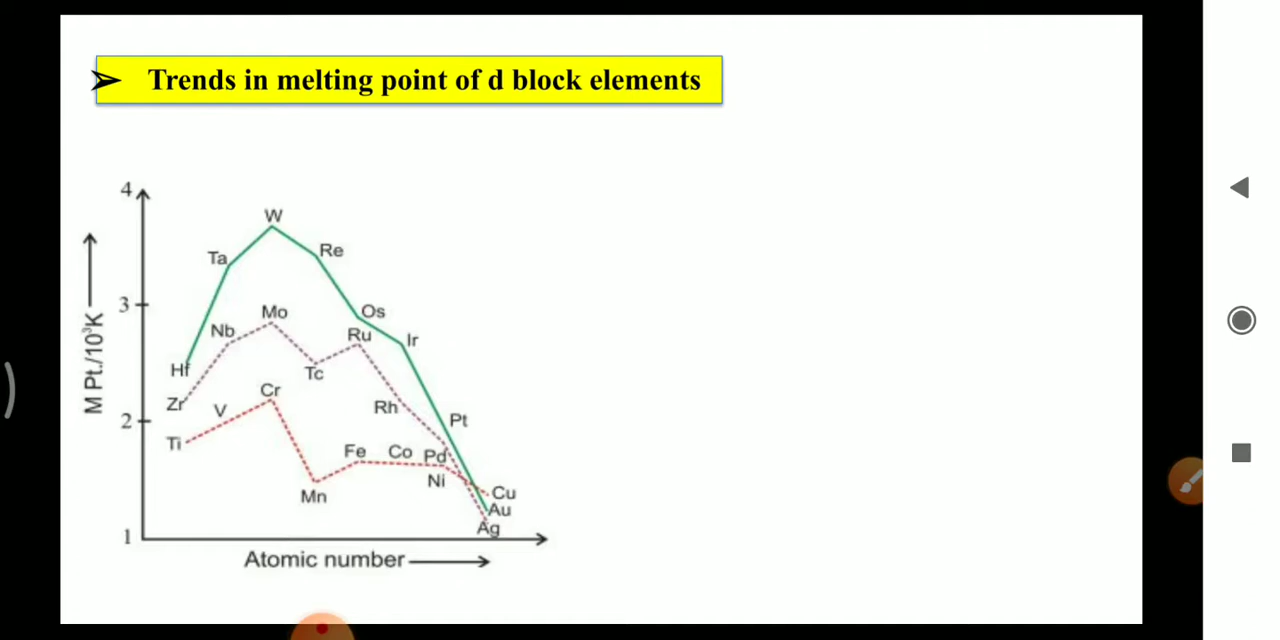 ➢ Trends in melting point of d block elements
4
W
Re
Ta
3
Mo
Os
Nb
Ru
Ir
M Pt./10³K
Hf
Tc
Cr
Zr
V
Rh
2
Pt
Ti
Fe
Co
Pd
Ni
Mn
Cu
Au
Ag
1
Atomic number